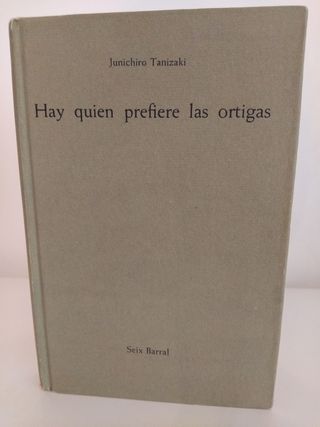 Junichiro Tanizaki
Hay quien prefiere las ortigas
Seix Barral